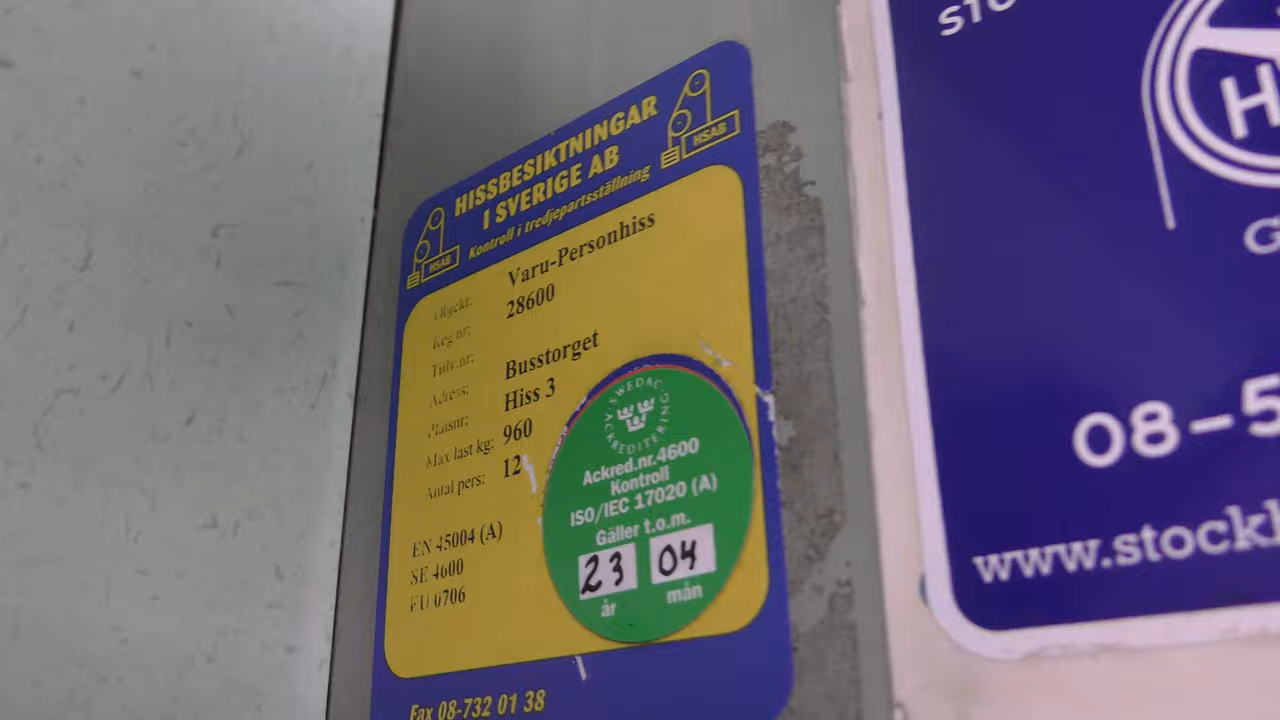 HISSBESIKTNINGAR
I SVERIGE AB
Kontroll i tredjepartsställning
HSAB
HSAB
Objekt: Varu-Personhiss
Reg nr: 28600
Tillv.nr:
Adress: Busstorget
Platsnr: Hiss 3
Max last kg: 960
Antal pers: 12
EN 45004 (A)
SE 4600
EU 0706
SWEDAC
ACKREDITERING
Ackred.nr.4600
Kontroll
ISO/IEC 17020 (A)
Gäller t.o.m.
23 04
år mån
Fax 08-732 01 38
STO
H
G
08-5
www.stockl